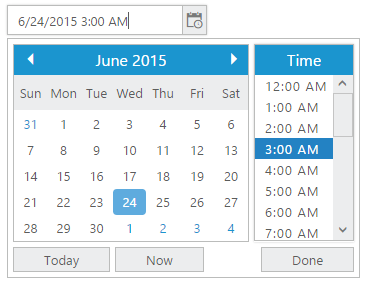 6/24/2015 3:00 AM
June 2015
Sun Mon Tue Wed Thu Fri Sat
31 1 2 3 4 5 6
7 8 9 10 11 12 13
14 15 16 17 18 19 20
21 22 23 24 25 26 27
28 29 30 1 2 3 4
Time
12:00 AM
1:00 AM
2:00 AM
3:00 AM
4:00 AM
5:00 AM
6:00 AM
7:00 AM
Today Now Done